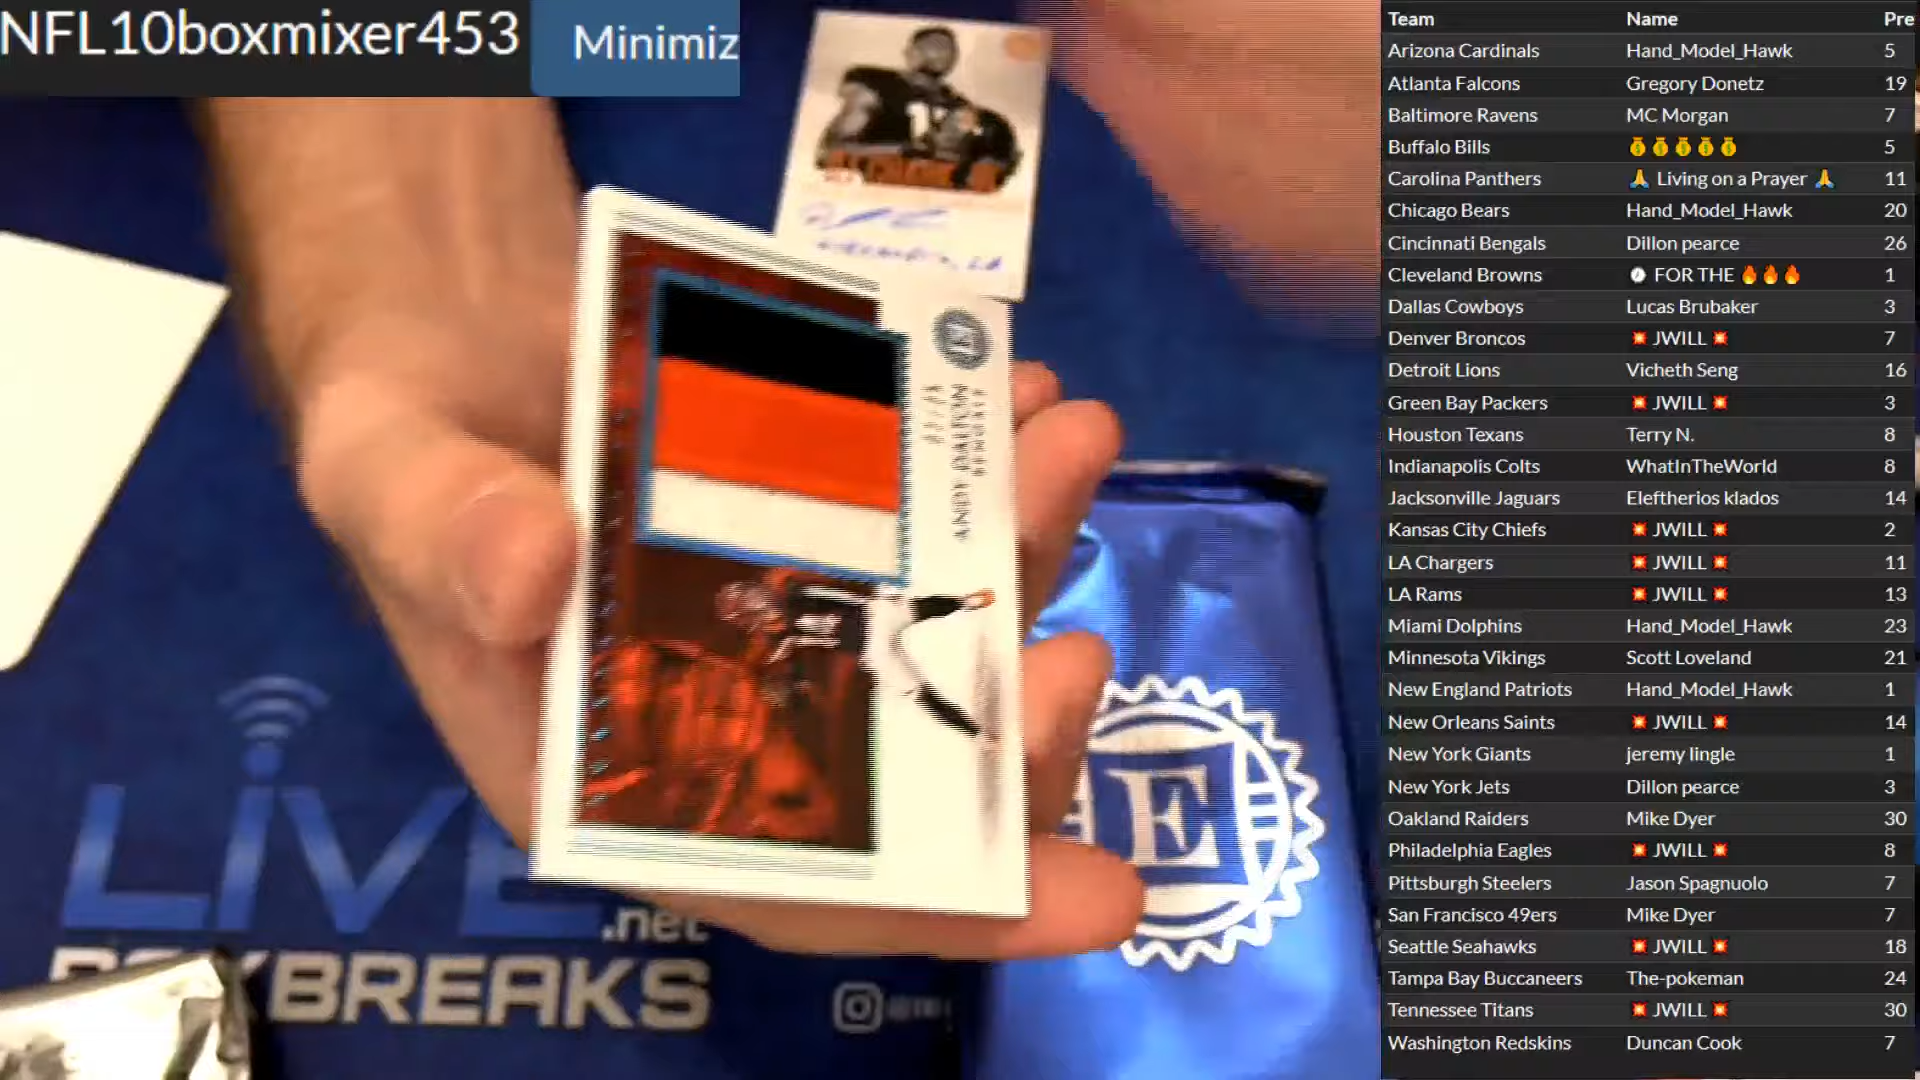 NFL10boxmixer453
Minimiz
Team Name Pre
Arizona Cardinals Hand_Model_Hawk 5
Atlanta Falcons Gregory Donetz 19
Baltimore Ravens MC Morgan 7
Buffalo Bills 💰💰💰💰💰 5
Carolina Panthers 🙏 Living on a Prayer 🙏 11
Chicago Bears Hand_Model_Hawk 20
Cincinnati Bengals Dillon pearce 26
Cleveland Browns FOR THE 🔥🔥🔥 1
Dallas Cowboys Lucas Brubaker 3
Denver Broncos 💥 JWILL 💥 7
Detroit Lions Vicheth Seng 16
Green Bay Packers 💥 JWILL 💥 3
Houston Texans Terry N. 8
Indianapolis Colts WhatInTheWorld 8
Jacksonville Jaguars Eleftherios klados 14
Kansas City Chiefs 💥 JWILL 💥 2
LA Chargers 💥 JWILL 💥 11
LA Rams 💥 JWILL 💥 13
Miami Dolphins Hand_Model_Hawk 23
Minnesota Vikings Scott Loveland 21
New England Patriots Hand_Model_Hawk 1
New Orleans Saints 💥 JWILL 💥 14
New York Giants jeremy lingle 1
New York Jets Dillon pearce 3
Oakland Raiders Mike Dyer 30
Philadelphia Eagles 💥 JWILL 💥 8
Pittsburgh Steelers Jason Spagnuolo 7
San Francisco 49ers Mike Dyer 7
Seattle Seahawks 💥 JWILL 💥 18
Tampa Bay Buccaneers The-pokeman 24
Tennessee Titans 💥 JWILL 💥 30
Washington Redskins Duncan Cook 7
LIVE
.net
BOXBREAKS
E